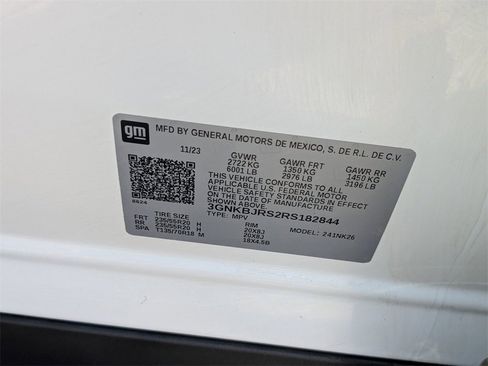 gm
MFD BY GENERAL MOTORS DE MEXICO, S. DE R.L. DE C.V.
11/23 GVWR GAWR FRT GAWR RR
2722 KG 1350 KG 1450 KG
6001 LB 2976 LB 3196 LB
THIS VEHICLE CONFORMS TO ALL
APPLICABLE U.S. FEDERAL MOTOR
VEHICLE SAFETY STANDARDS IN EFFECT
ON THE DATE OF MANUFACTURE
SHOWN ABOVE.
3GNKBJRS2RS182844
8624 TYPE: MPV MODEL: 241NK26
TIRE SIZE RIM
FRT 235/55R20 H 20X8J
RR 235/55R20 H 20X8J
SPA T135/70R18 M 18X4.5B